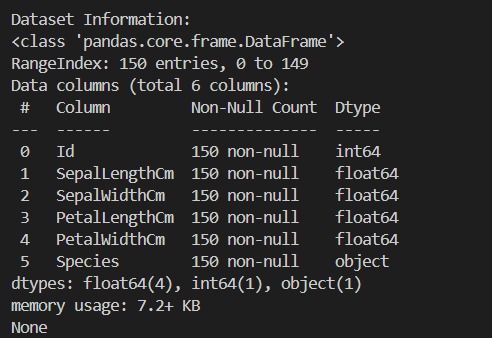 Dataset Information:
<class 'pandas.core.frame.DataFrame'>
RangeIndex: 150 entries, 0 to 149
Data columns (total 6 columns):
 #   Column         Non-Null Count  Dtype
---  ------         --------------  -----
 0   Id             150 non-null    int64
 1   SepalLengthCm  150 non-null    float64
 2   SepalWidthCm   150 non-null    float64
 3   PetalLengthCm  150 non-null    float64
 4   PetalWidthCm   150 non-null    float64
 5   Species        150 non-null    object
dtypes: float64(4), int64(1), object(1)
memory usage: 7.2+ KB
None